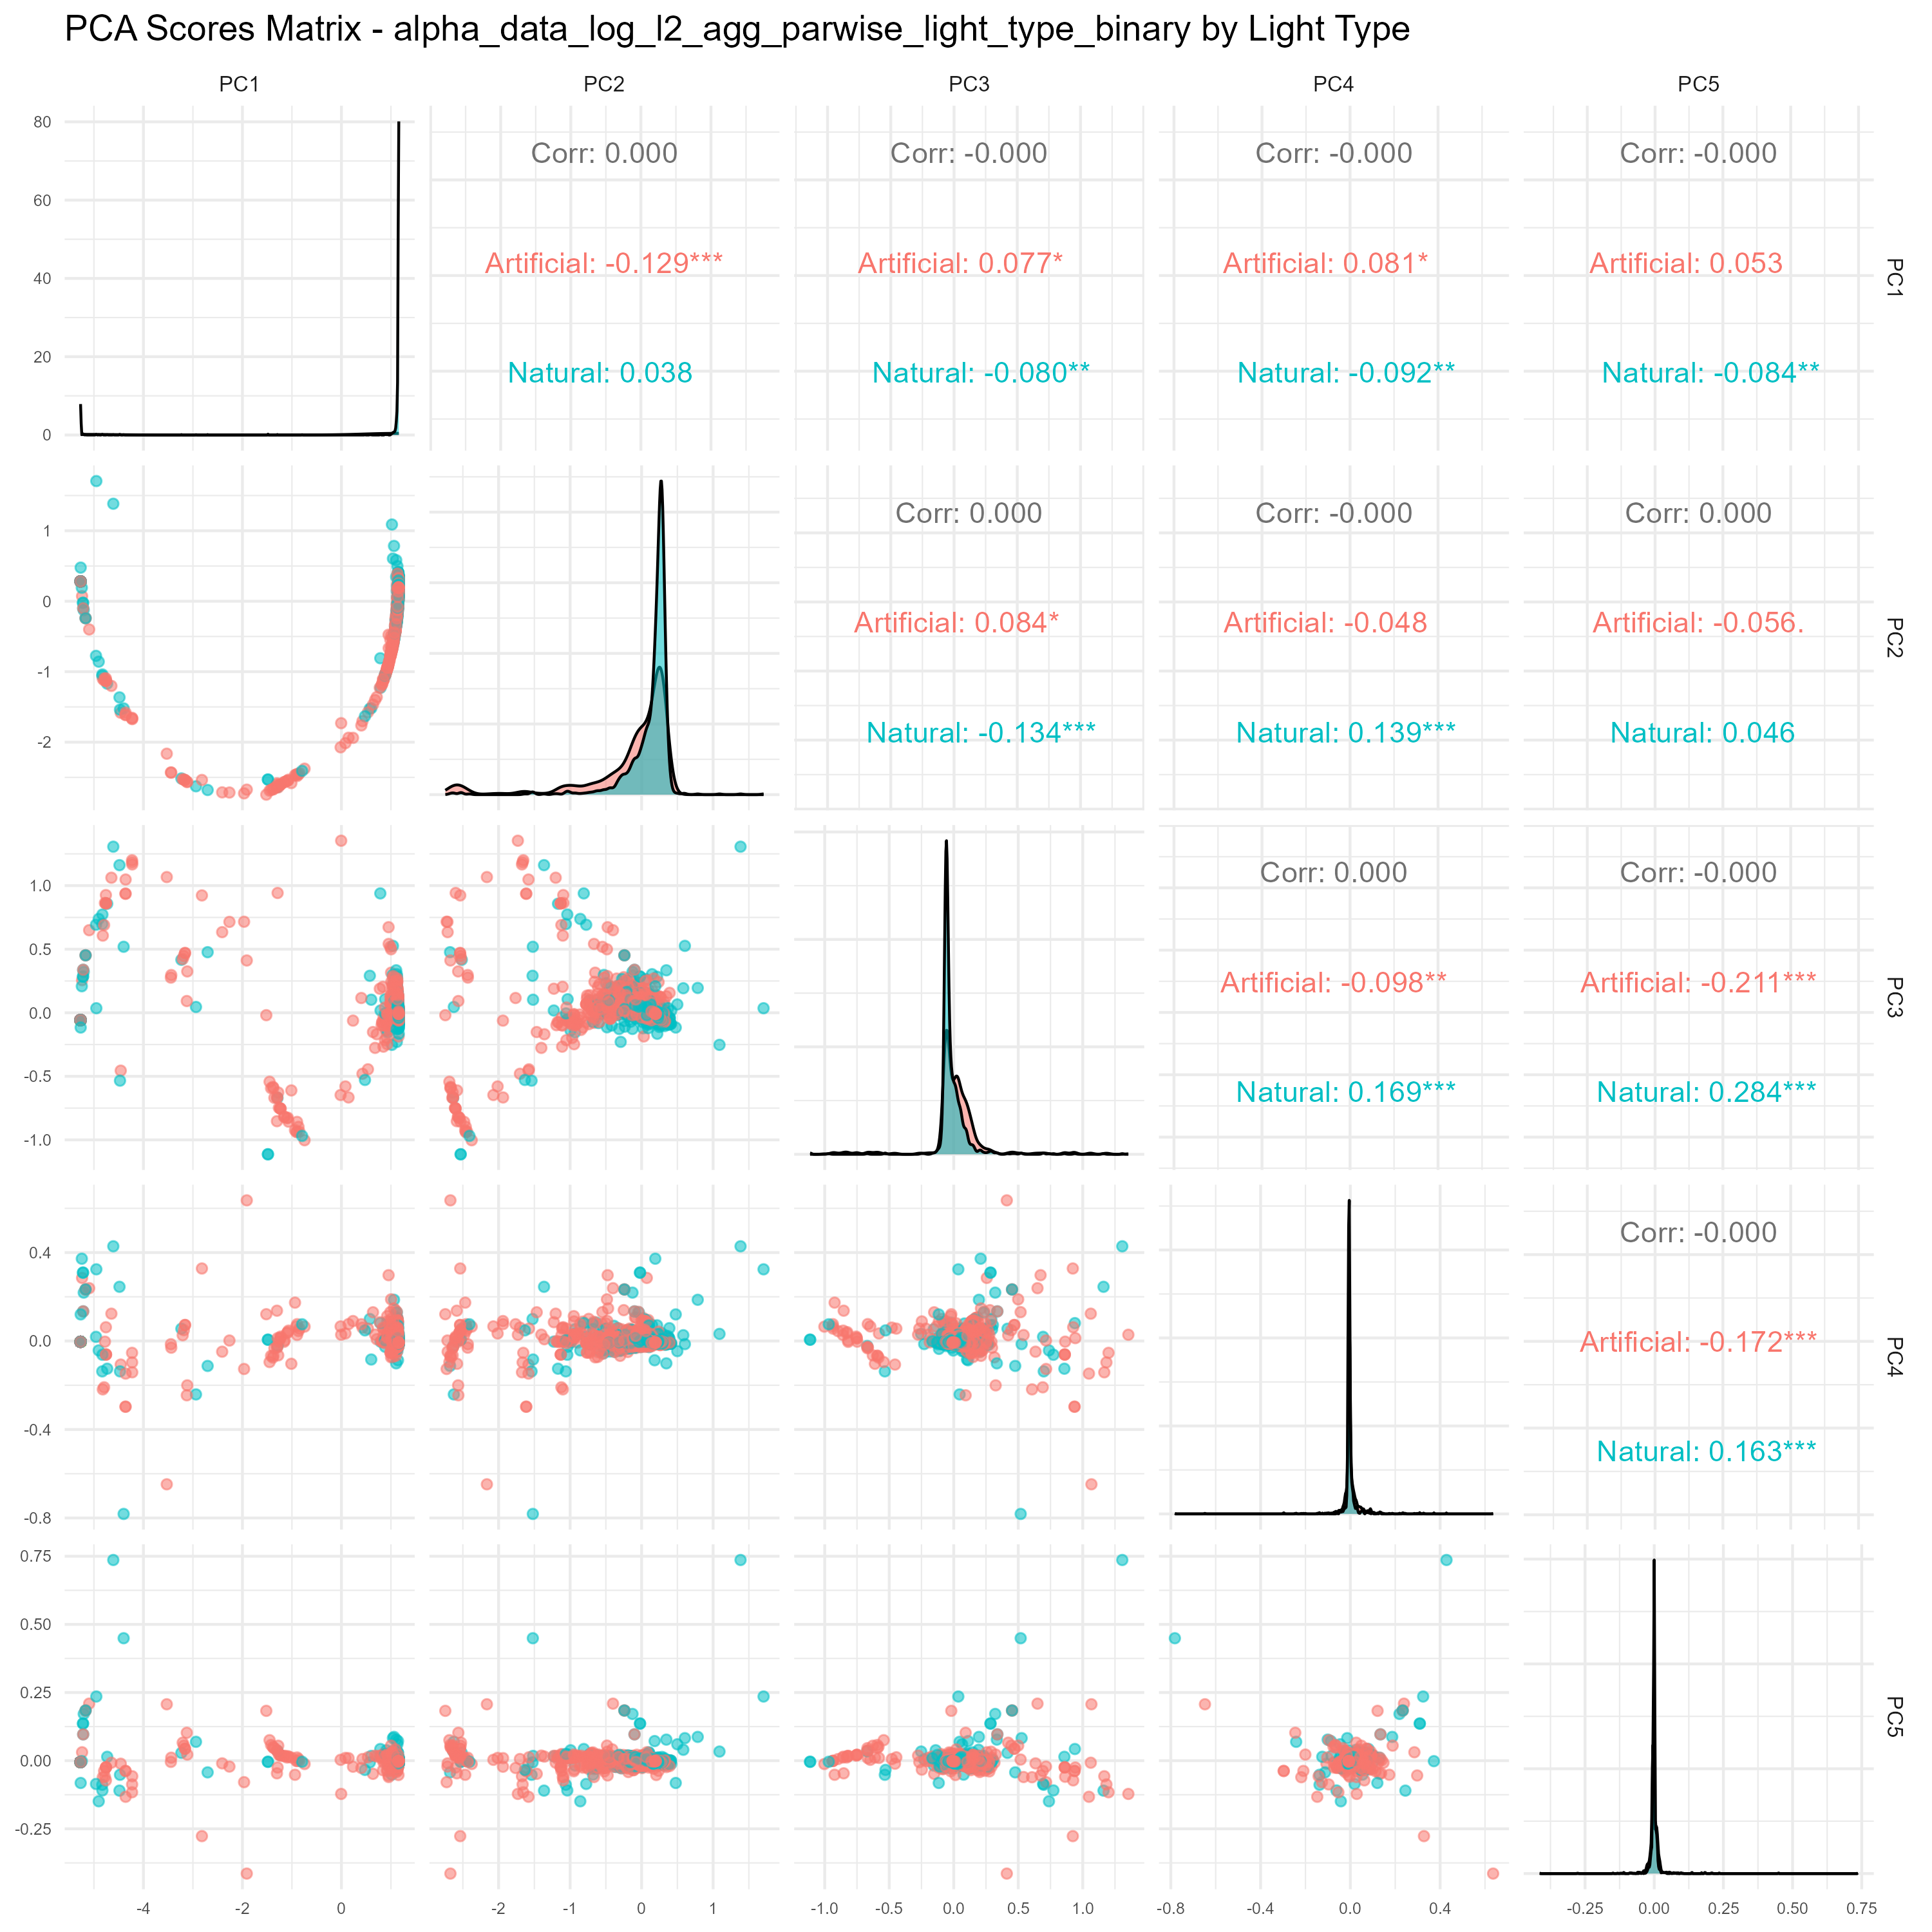 PCA Scores Matrix - alpha_data_log_l2_agg_parwise_light_type_binary by Light Type
PC1 PC2 PC3 PC4 PC5
80
60
40
20
0
Corr: 0.000 Corr: -0.000 Corr: -0.000 Corr: -0.000
Artificial: -0.129*** Artificial: 0.077* Artificial: 0.081* Artificial: 0.053
Natural: 0.038 Natural: -0.080** Natural: -0.092** Natural: -0.084**
PC1
1
0
-1
-2
Corr: 0.000 Corr: -0.000 Corr: 0.000
Artificial: 0.084* Artificial: -0.048 Artificial: -0.056.
Natural: -0.134*** Natural: 0.139*** Natural: 0.046
PC2
1.0
0.5
0.0
-0.5
-1.0
Corr: 0.000 Corr: -0.000
Artificial: -0.098** Artificial: -0.211***
Natural: 0.169*** Natural: 0.284***
PC3
0.4
0.0
-0.4
-0.8
Corr: -0.000
Artificial: -0.172***
Natural: 0.163***
PC4
0.75
0.50
0.25
0.00
-0.25
PC5
-4 -2 0 -2 -1 0 1 -1.0 -0.5 0.0 0.5 1.0 -0.8 -0.4 0.0 0.4 -0.25 0.00 0.25 0.50 0.75